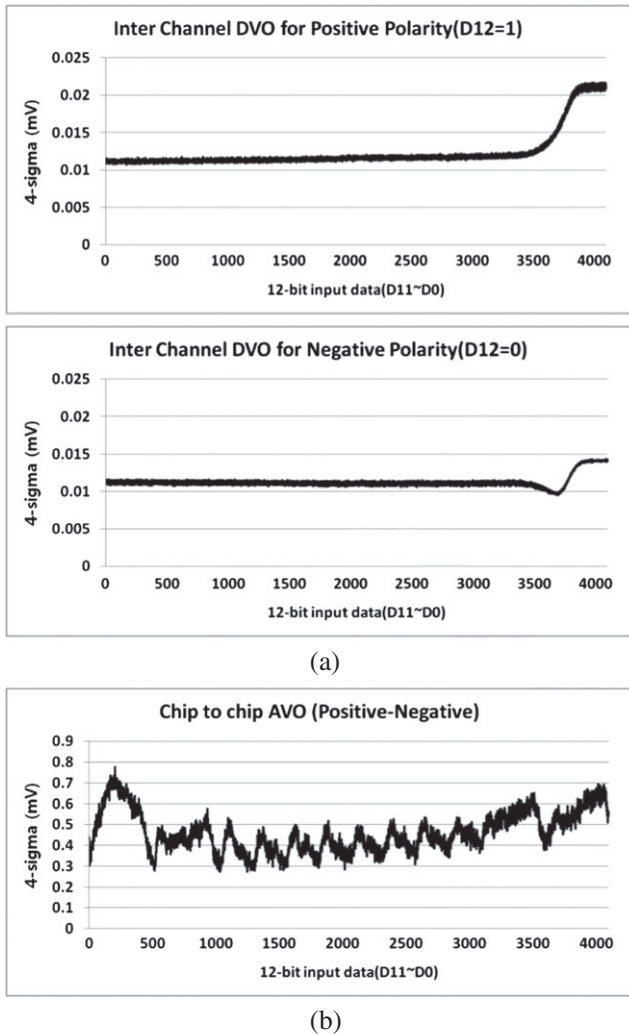 Inter Channel DVO for Positive Polarity(D12=1)
4-sigma (mV)
0.025
0.02
0.015
0.01
0.005
0
0 500 1000 1500 2000 2500 3000 3500 4000
12-bit input data(D11~D0)
Inter Channel DVO for Negative Polarity(D12=0)
4-sigma (mV)
0.025
0.02
0.015
0.01
0.005
0
0 500 1000 1500 2000 2500 3000 3500 4000
12-bit input data(D11~D0)
(a)
Chip to chip AVO (Positive-Negative)
4-sigma (mV)
0.9
0.8
0.7
0.6
0.5
0.4
0.3
0.2
0.1
0
0 500 1000 1500 2000 2500 3000 3500 4000
12-bit input data(D11~D0)
(b)